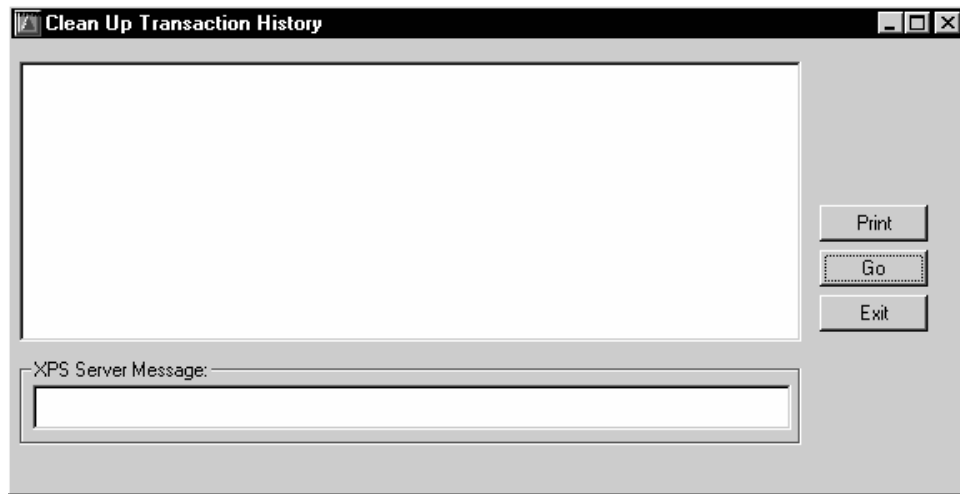 Clean Up Transaction History
Print
Go
Exit
XPS Server Message: